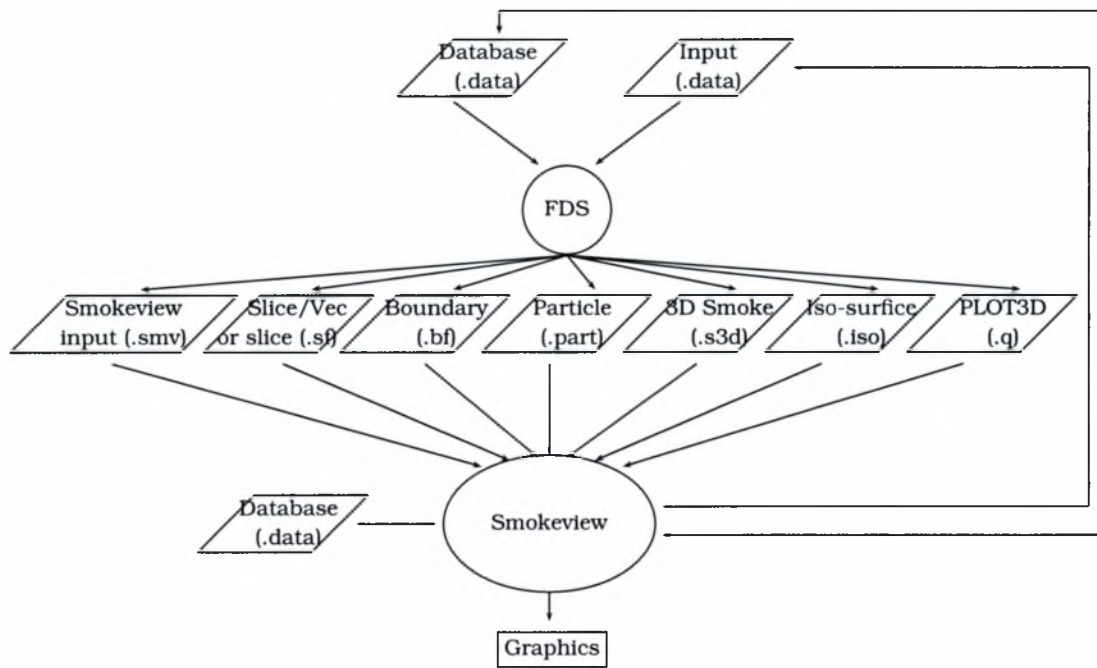 Database
(.data)
Input
(.data)
FDS
Smokeview
input (.smv)
Slice/Vec
or slice (.sf)
Boundary
(.bf)
Particle
(.part)
3D Smoke
(.s3d)
Iso-surfice
(.iso)
PLOT3D
(.q)
Database
(.data)
Smokeview
Graphics